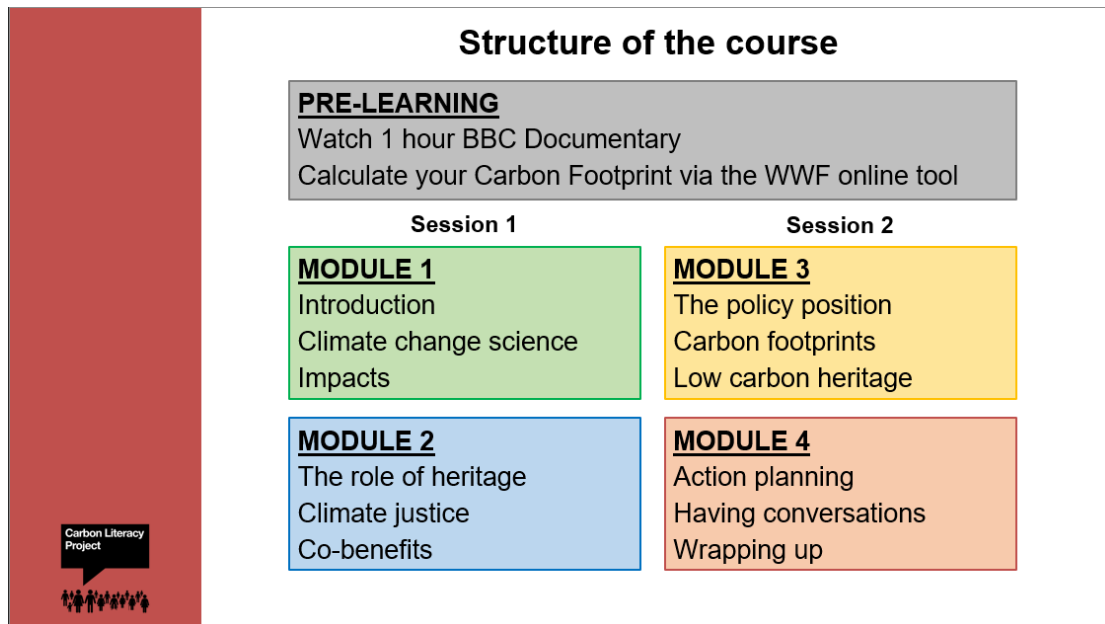 Structure of the course
PRE-LEARNING
Watch 1 hour BBC Documentary
Calculate your Carbon Footprint via the WWF online tool
Session 1
MODULE 1
Introduction
Climate change science
Impacts
MODULE 2
The role of heritage
Climate justice
Co-benefits
Session 2
MODULE 3
The policy position
Carbon footprints
Low carbon heritage
MODULE 4
Action planning
Having conversations
Wrapping up
Carbon Literacy
Project